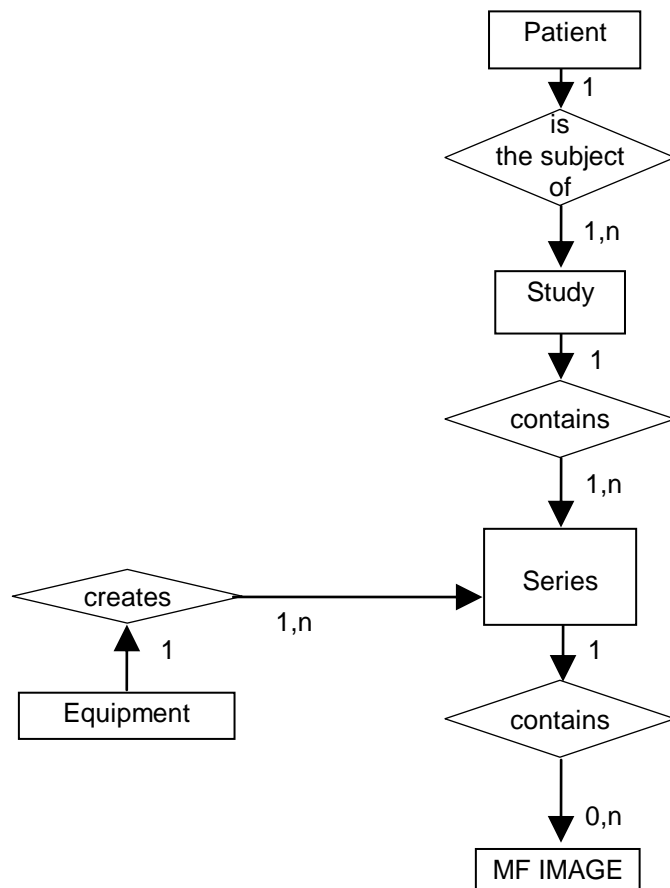 Patient
1
is
the subject
of
1,n
Study
1
contains
1,n
Series
creates
1,n
1
1
Equipment
contains
0,n
MF IMAGE